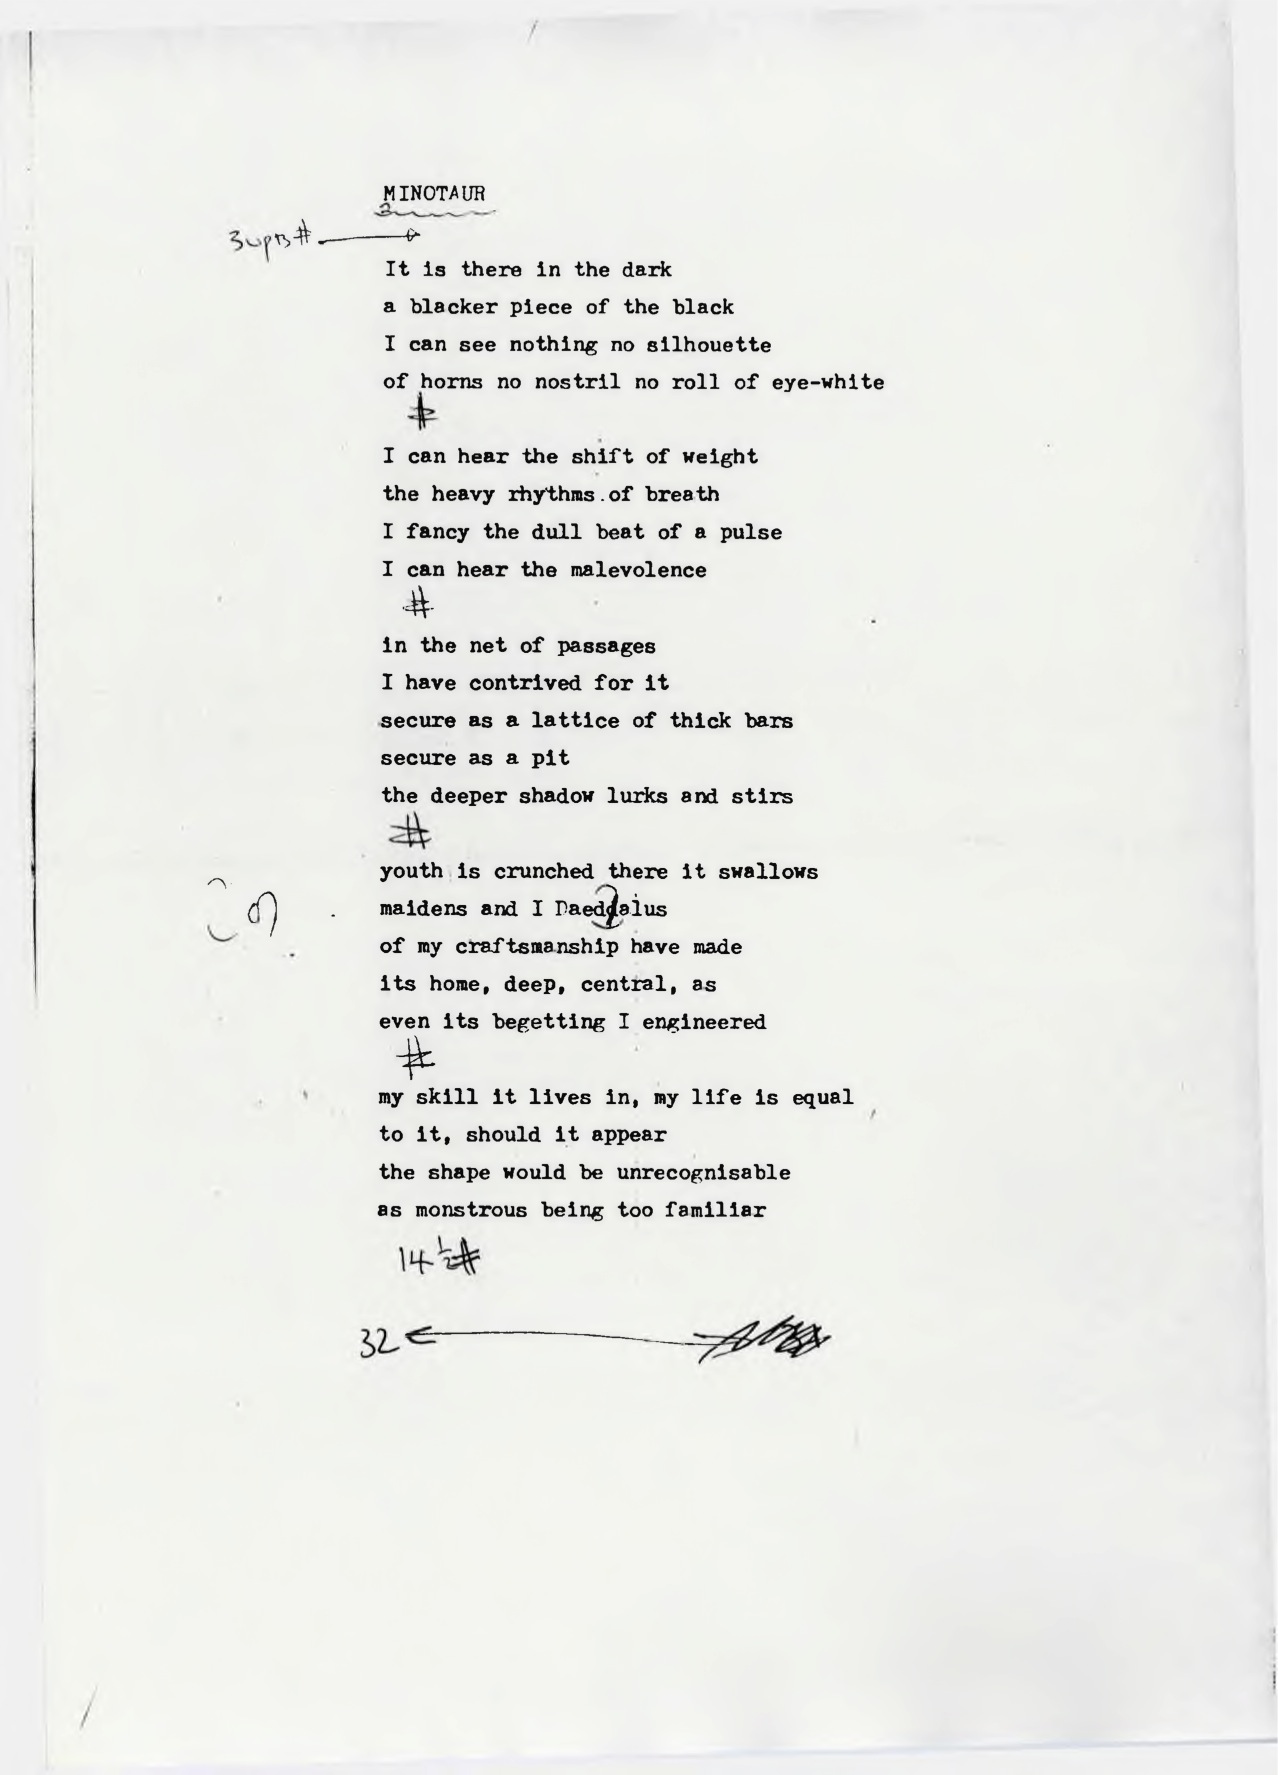 MINOTAUR
#
It is there in the dark
a blacker piece of the black
I can see nothing no silhouette
of horns no nostril no roll of eye-white
#
I can hear the shift of weight
the heavy rhythms of breath
I fancy the dull beat of a pulse
I can hear the malevolence
#
in the net of passages
I have contrived for it
secure as a lattice of thick bars
secure as a pit
the deeper shadow lurks and stirs
#
youth is crunched there it swallows
maidens and I Daeddalus
of my craftsmanship have made
its home, deep, central, as
even its begetting I engineered
#
my skill it lives in, my life is equal
to it, should it appear
the shape would be unrecognisable
as monstrous being too familiar
14 1/2 #
32